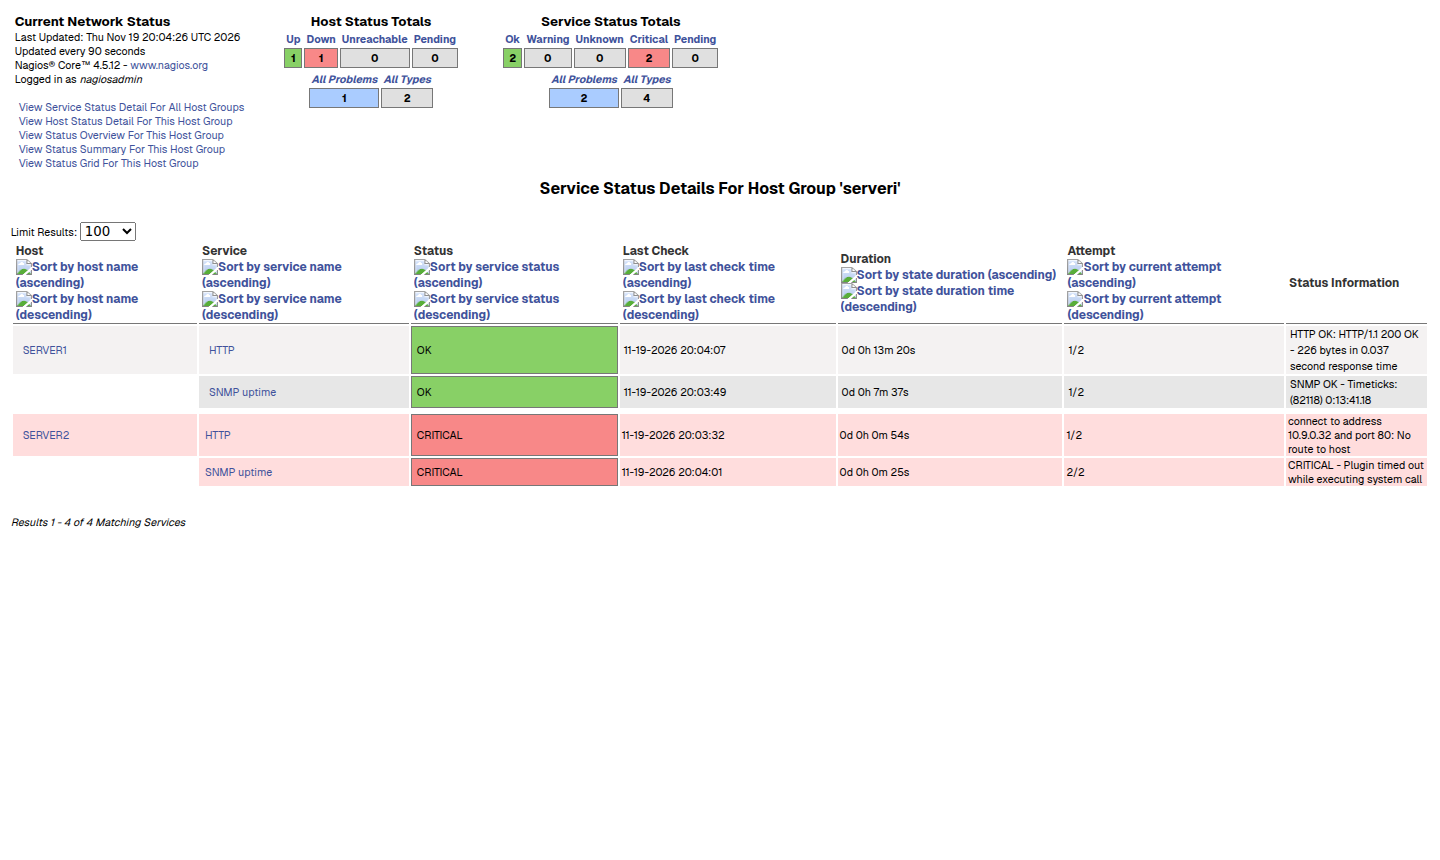 Current Network Status
Last Updated: Thu Nov 19 20:04:26 UTC 2026
Updated every 90 seconds
Nagios® Core™ 4.5.12 - www.nagios.org
Logged in as nagiosadmin
View Service Status Detail For All Host Groups
View Host Status Detail For This Host Group
View Status Overview For This Host Group
View Status Summary For This Host Group
View Status Grid For This Host Group
Host Status Totals
Up Down Unreachable Pending
1 1 0 0
All Problems All Types
1 2
Service Status Totals
Ok Warning Unknown Critical Pending
2 0 0 2 0
All Problems All Types
2 4
Service Status Details For Host Group 'serveri'
Limit Results: 100
Host
Sort by host name
(ascending)
Sort by host name
(descending)
Service
Sort by service name
(ascending)
Sort by service name
(descending)
Status
Sort by service status
(ascending)
Sort by service status
(descending)
Last Check
Sort by last check time
(ascending)
Sort by last check time
(descending)
Duration
Sort by state duration (ascending)
Sort by state duration time
(descending)
Attempt
Sort by current attempt
(ascending)
Sort by current attempt
(descending)
Status Information
SERVER1 HTTP OK 11-19-2026 20:04:07 0d 0h 13m 20s 1/2
HTTP OK: HTTP/1.1 200 OK
- 226 bytes in 0.037
second response time
SNMP uptime OK 11-19-2026 20:03:49 0d 0h 7m 37s 1/2
SNMP OK - Timeticks:
(82118) 0:13:41.18
SERVER2 HTTP CRITICAL 11-19-2026 20:03:32 0d 0h 0m 54s 1/2
connect to address
10.9.0.32 and port 80: No
route to host
SNMP uptime CRITICAL 11-19-2026 20:04:01 0d 0h 0m 25s 2/2
CRITICAL - Plugin timed out
while executing system call
Results 1 - 4 of 4 Matching Services